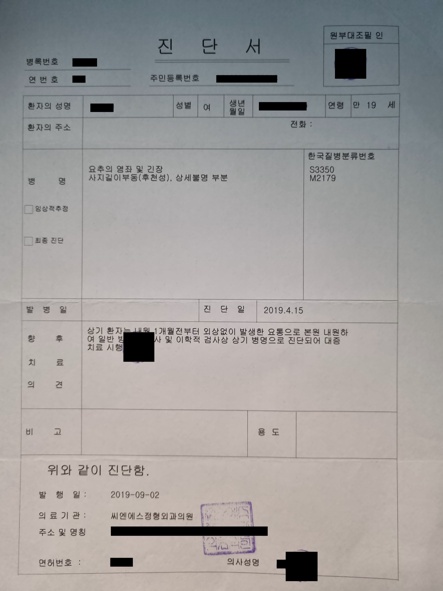 원부대조필 인
진 단 서
병록번호
연 번 호
주민등록번호
환자의 성명 성별 여 생년월일 연령 만 19 세
환자의 주소 전화 :
병 명
요추의 염좌 및 긴장
사지길이부동(후천성), 상세불명 부분
한국질병분류번호
S3350
M2179
임상적추정
최종 진단
발 병 일 진 단 일 2019.4.15
향 후 치 료 의 견
상기 환자는 내원 1개월전부터 외상없이 발생한 요통으로 본원 내원하
여 일반 사 및 이학적 검사상 상기 병명으로 진단되어 대증
치료 시행
비 고 용 도
위와 같이 진단함.
발 행 일 : 2019-09-02
의 료 기 관 : 씨엔에스정형외과의원
주소 및 명칭
면허번호 : 의사성명